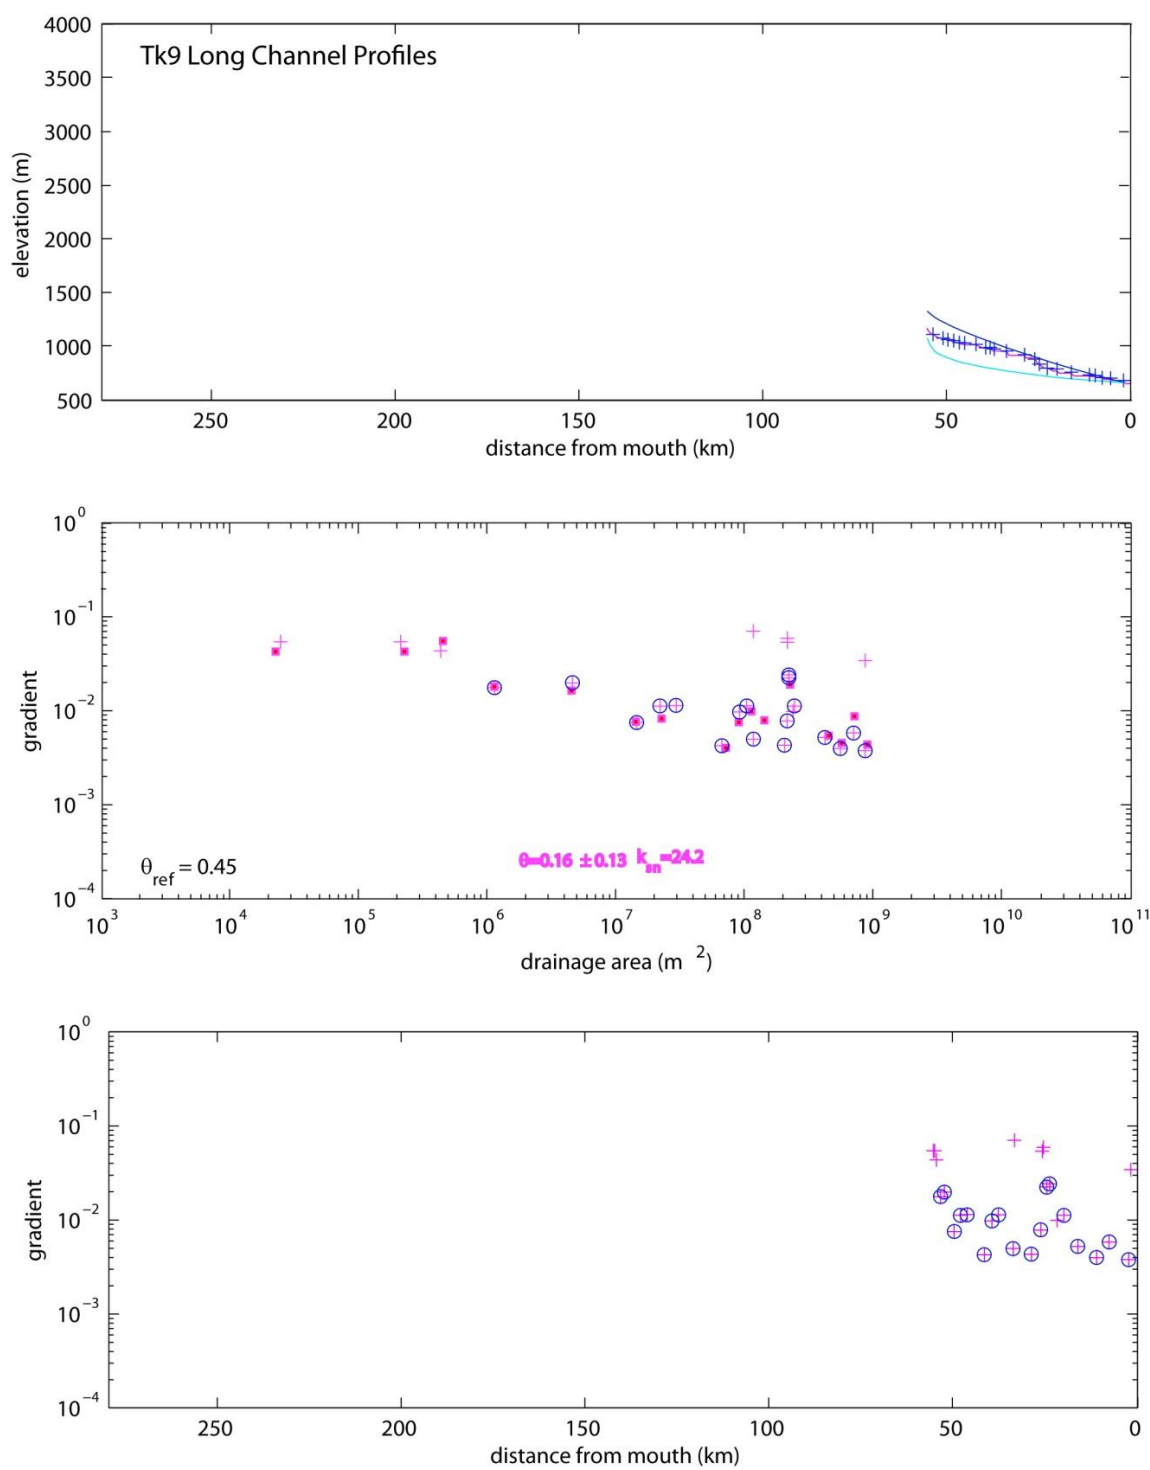 4000
Tk9 Long Channel Profiles
3500
3000
2500
2000
1500
1000
500
elevation (m)
250 200 150 100 50 0
distance from mouth (km)
10^0
10^-1
10^-2
10^-3
10^-4
gradient
θref = 0.45
θ=0.16 ±0.13 ksn=24.2
10^3 10^4 10^5 10^6 10^7 10^8 10^9 10^10 10^11
drainage area (m 2)
10^0
10^-1
10^-2
10^-3
10^-4
gradient
250 200 150 100 50 0
distance from mouth (km)